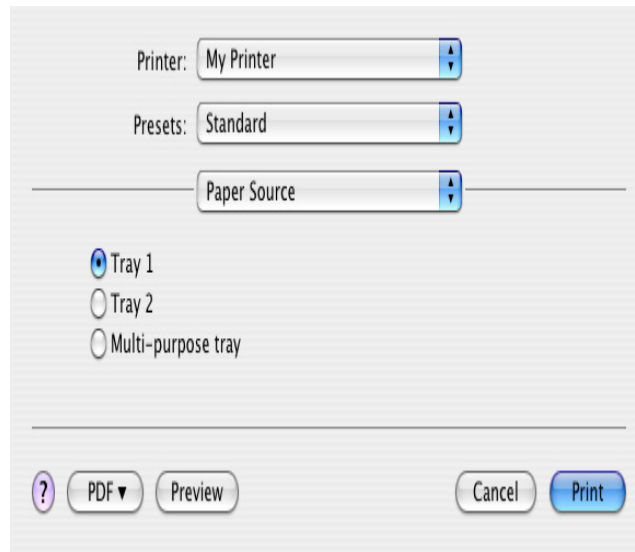 Printer: My Printer
Presets: Standard
Paper Source
Tray 1
Tray 2
Multi-purpose tray
? PDF▼ Preview Cancel Print